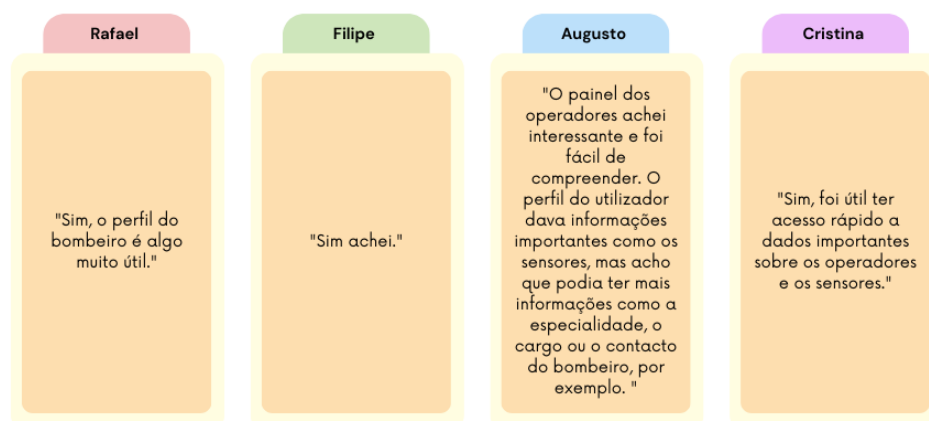 Rafael
"Sim, o perfil do
bombeiro é algo
muito útil."
Filipe
"Sim achei."
Augusto
"O painel dos
operadores achei
interessante e foi
fácil de
compreender. O
perfil do utilizador
dava informações
importantes como os
sensores, mas acho
que podia ter mais
informações como a
especialidade, o
cargo ou o contacto
do bombeiro, por
exemplo. "
Cristina
"Sim, foi útil ter
acesso rápido a
dados importantes
sobre os operadores
e os sensores."